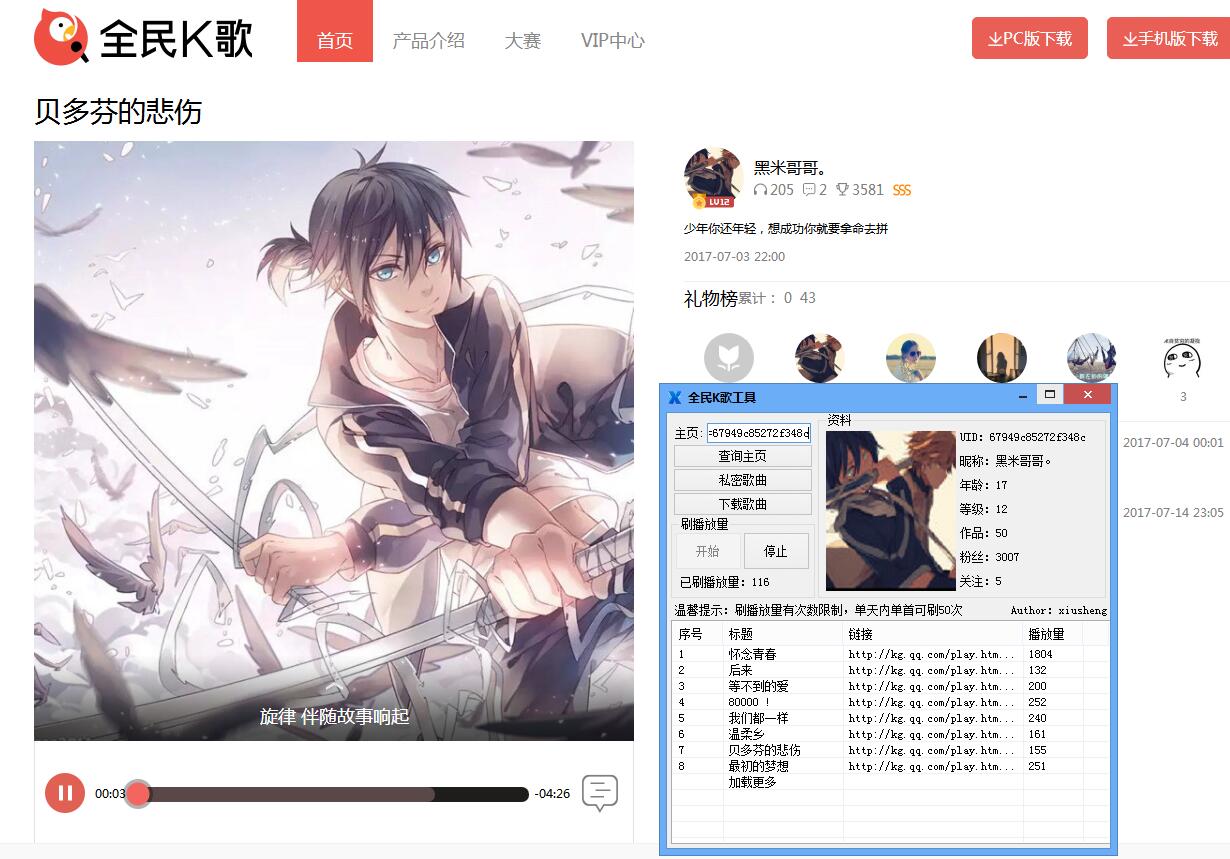 全民K歌
首页 产品介绍 大赛 VIP中心
PC版下载 手机版下载
贝多芬的悲伤
黑米哥哥。
205 2 3581 SSS
LV12
少年你还年轻，想成功你就要拿命去拼
2017-07-03 22:00
礼物榜累计： 0 43
3
2017-07-04 00:01
2017-07-14 23:05
旋律 伴随故事响起
00:03 -04:26
全民K歌工具
主页: -67949c85272f348c
查询主页
私密歌曲
下载歌曲
刷播放量
开始 停止
已刷播放量: 116
资料
UID: 67949c85272f348c
昵称: 黑米哥哥。
年龄: 17
等级: 12
作品: 50
粉丝: 3007
关注: 5
温馨提示: 刷播放量有次数限制，单天内单首可刷50次 Author: xiusheng
序号 标题 链接 播放量
1 怀念青春 http://kg.qq.com/play.htm... 1804
2 后来 http://kg.qq.com/play.htm... 132
3 等不到的爱 http://kg.qq.com/play.htm... 200
4 80000 ! http://kg.qq.com/play.htm... 252
5 我们都一样 http://kg.qq.com/play.htm... 240
6 温柔乡 http://kg.qq.com/play.htm... 161
7 贝多芬的悲伤 http://kg.qq.com/play.htm... 155
8 最初的梦想 http://kg.qq.com/play.htm... 251
加载更多